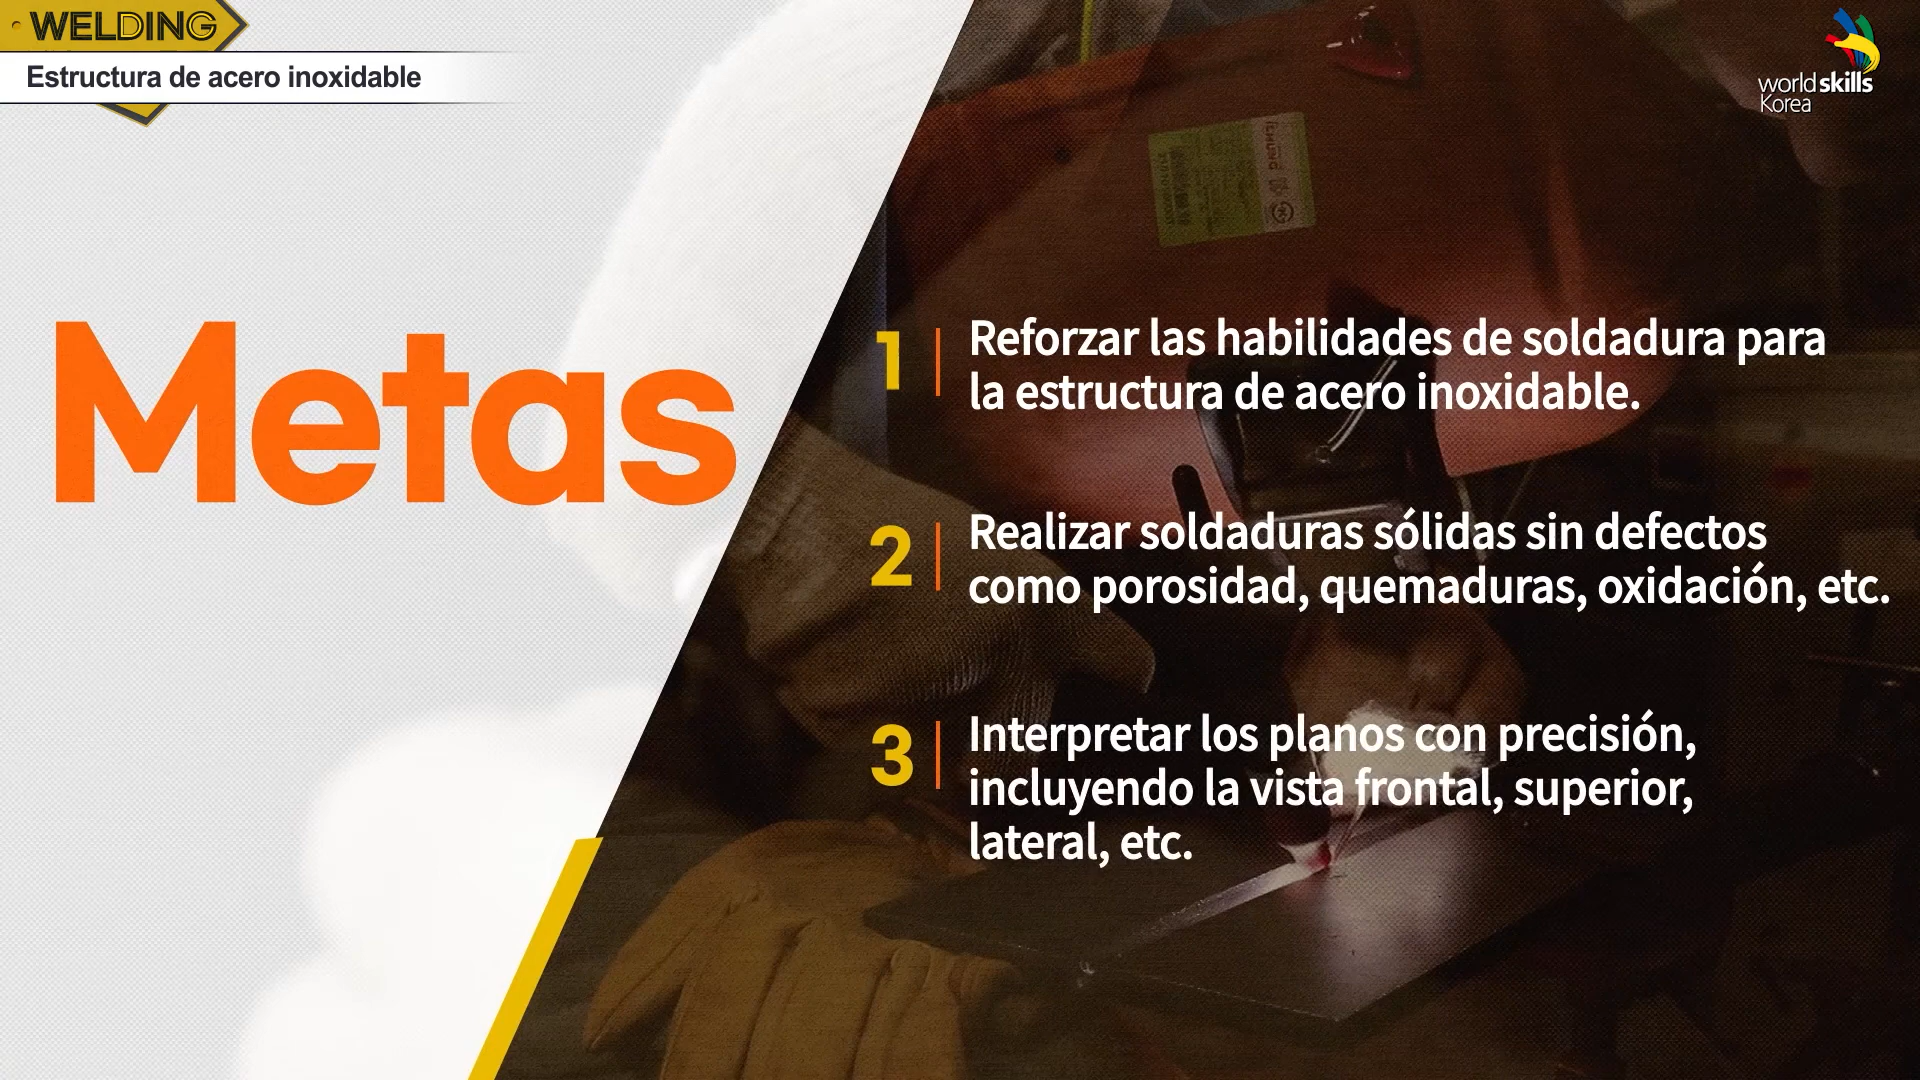 WELDING
Estructura de acero inoxidable
worldskills
Korea
Metas
1
Reforzar las habilidades de soldadura para
la estructura de acero inoxidable.
2
Realizar soldaduras sólidas sin defectos
como porosidad, quemaduras, oxidación, etc.
3
Interpretar los planos con precisión,
incluyendo la vista frontal, superior,
lateral, etc.